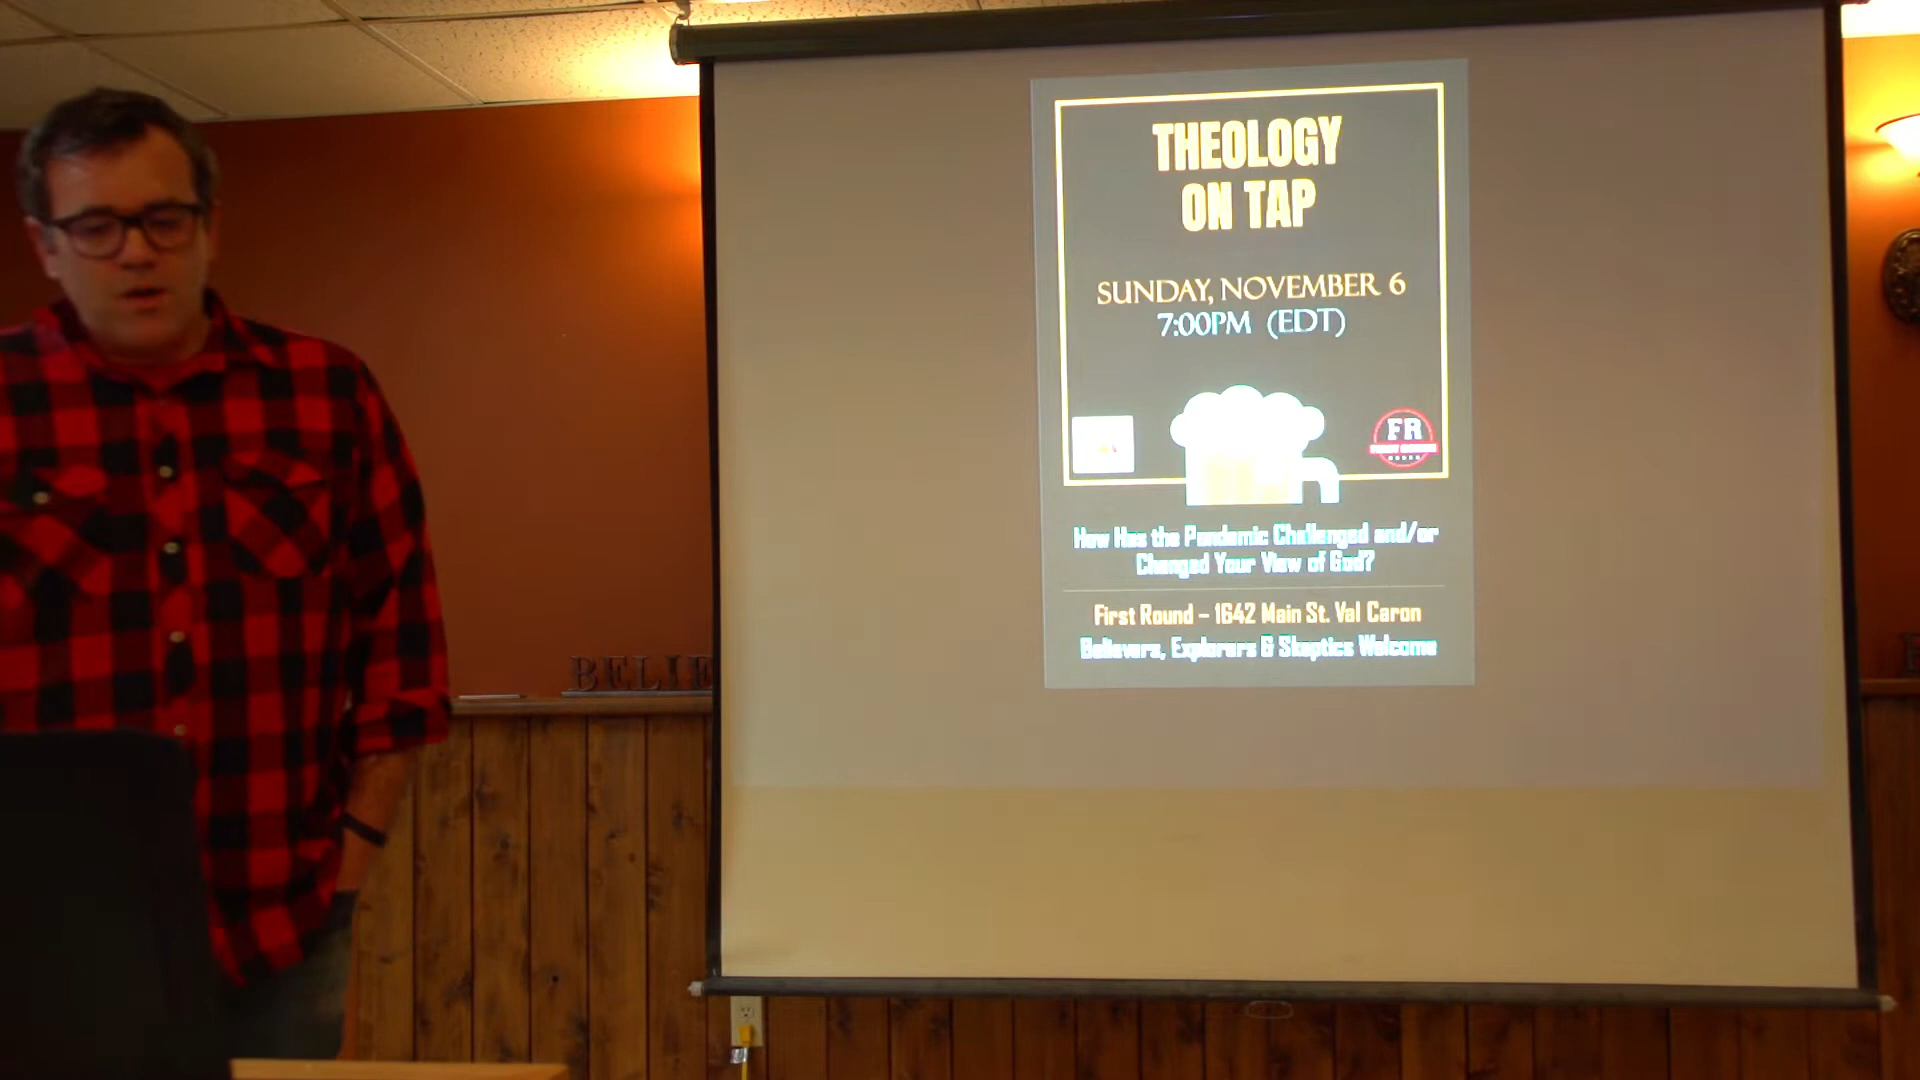 THEOLOGY
ON TAP
SUNDAY, NOVEMBER 6
7:00PM (EDT)
FR
How Has the Pandemic Challenged and/or
Changed Your View of God?
First Round – 1642 Main St. Val Caron
Believers, Explorers & Skeptics Welcome
BELIE